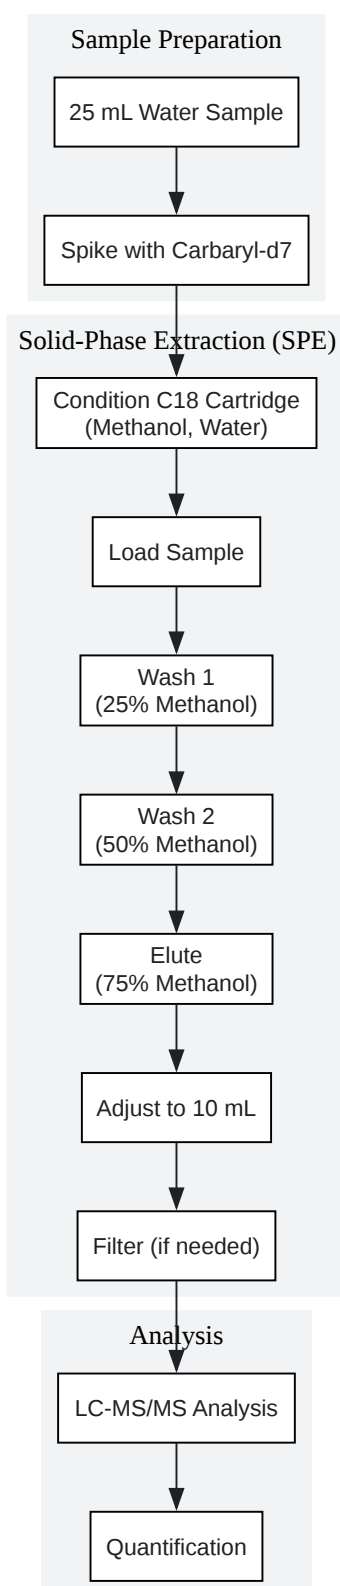 Sample Preparation
25 mL Water Sample
Spike with Carbaryl-d7
Solid-Phase Extraction (SPE)
Condition C18 Cartridge
(Methanol, Water)
Load Sample
Wash 1
(25% Methanol)
Wash 2
(50% Methanol)
Elute
(75% Methanol)
Adjust to 10 mL
Filter (if needed)
Analysis
LC-MS/MS Analysis
Quantification